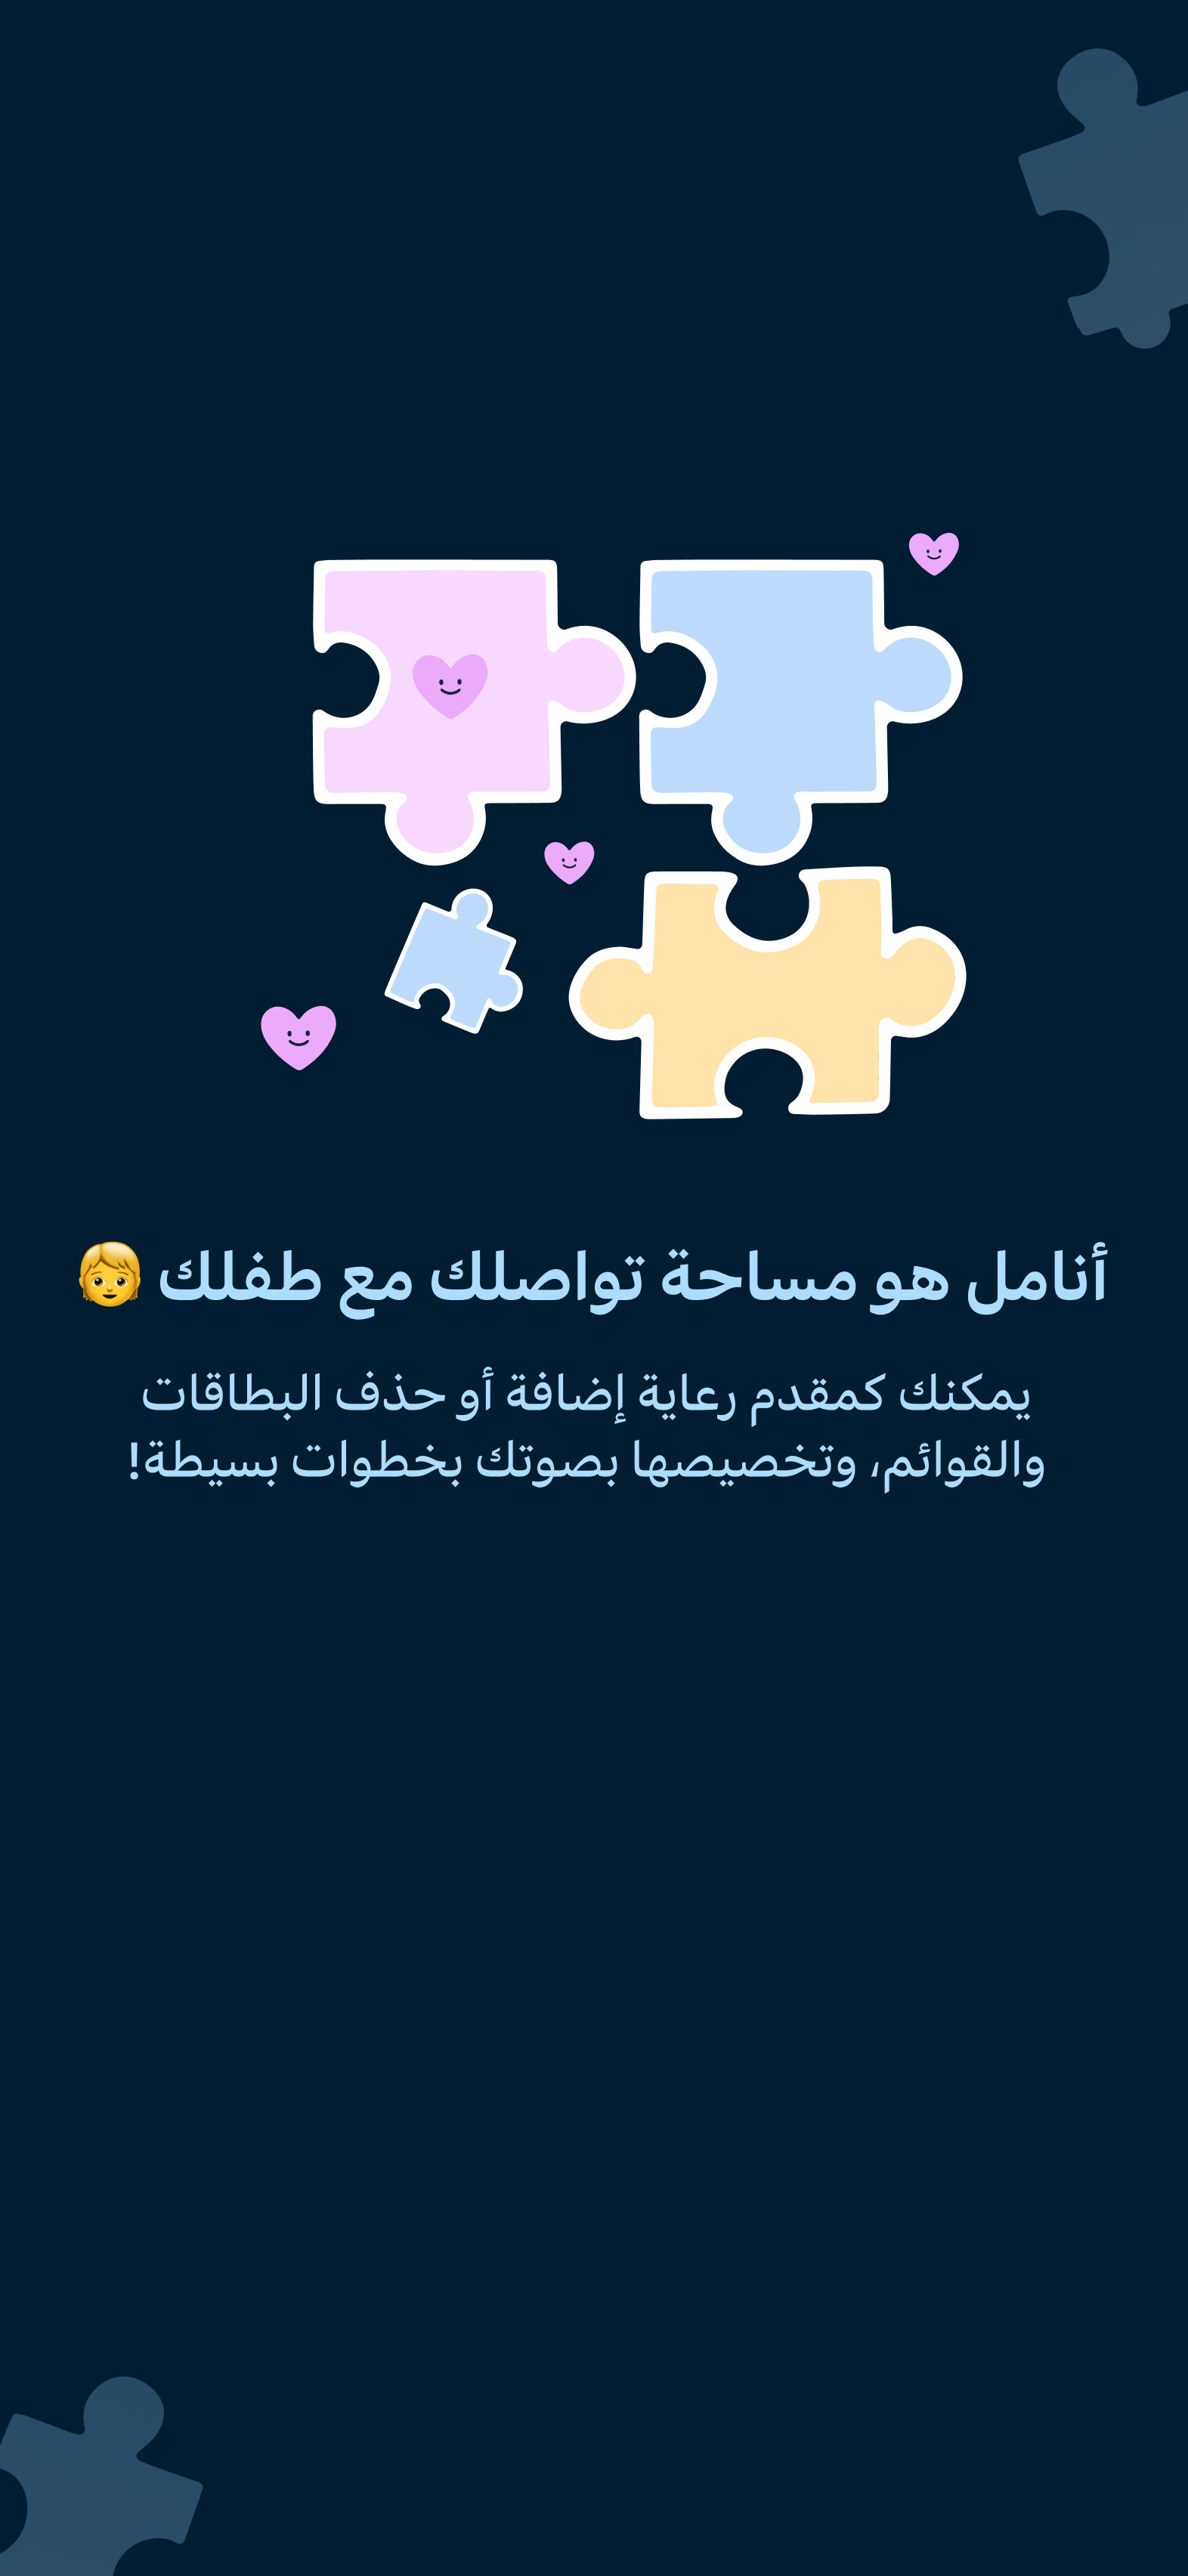 أنامل هو مساحة تواصلك مع طفلك 🧒
يمكنك كمقدم رعاية إضافة أو حذف البطاقات
والقوائم، وتخصيصها بصوتك بخطوات بسيطة!